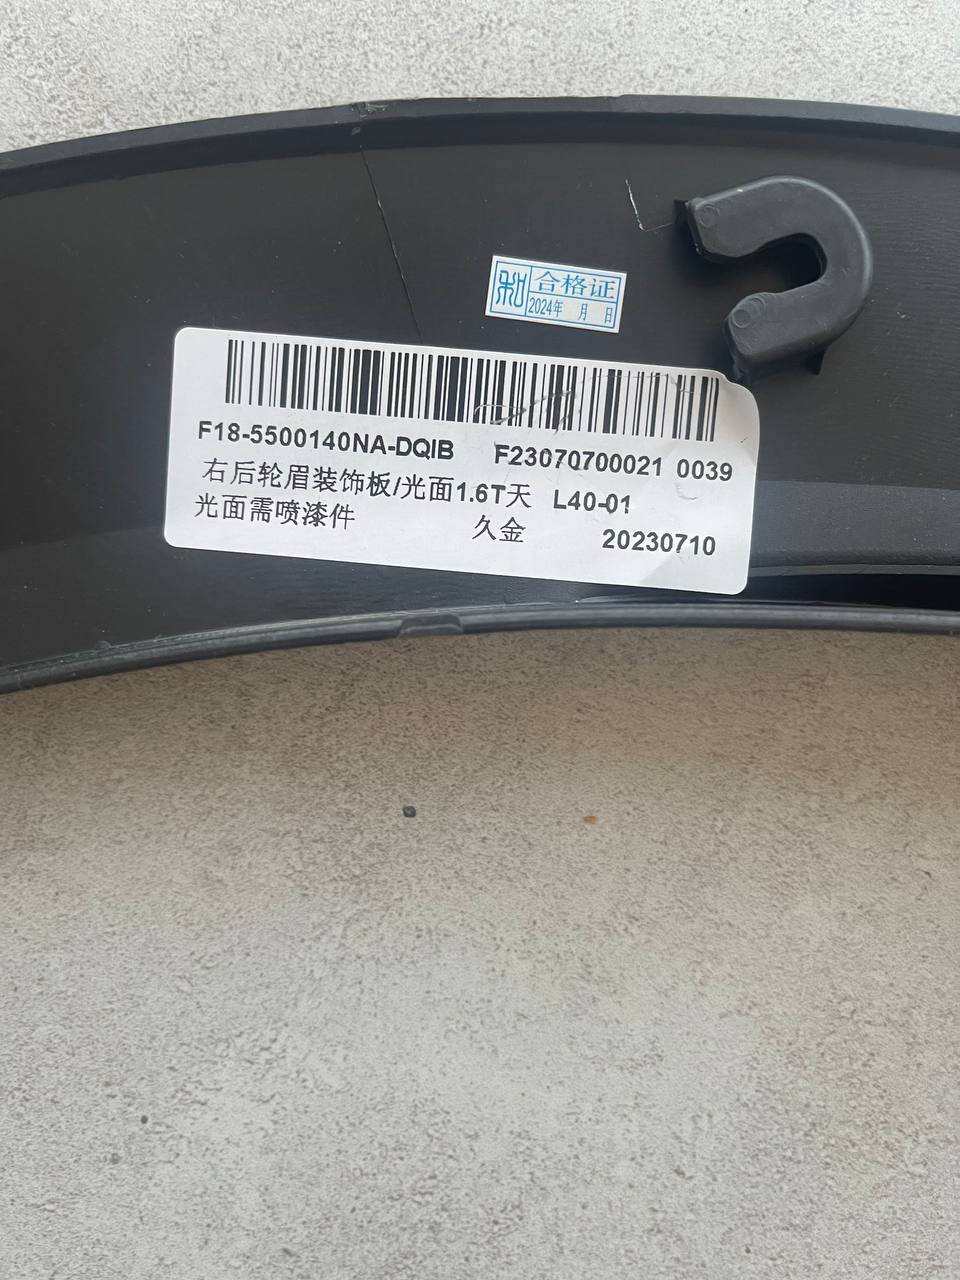 合格证
2024年 月 日
F18-5500140NA-DQIB F23070700021 0039
右后轮眉装饰板/光面1.6T天 L40-01
光面需喷漆件 久金 20230710